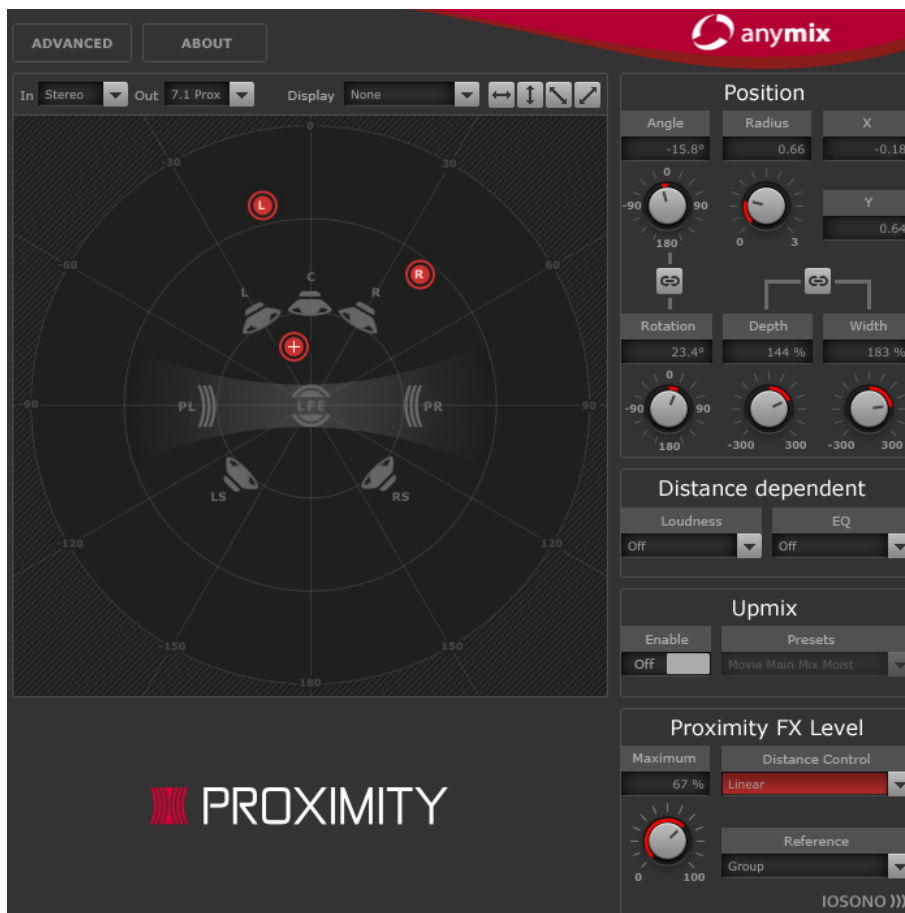 ADVANCED ABOUT anymix
In Stereo Out 7.1 Prox Display None
Position
Angle Radius X
-15.8° 0.66 -0.18
0
-90 90
180
0 3
Y
0.64
Rotation Depth Width
23.4° 144 % 183 %
0
-90 90
180
-300 300
-300 300
0
-30 30
-60 60
-90 90
-120 120
-150 150
180
L
R
L C R
PL LFE PR
LS RS
Distance dependent
Loudness EQ
Off Off
Upmix
Enable Presets
Off Movie Main Mix Moist
Proximity FX Level
Maximum Distance Control
67 % Linear
0 100
Reference
Group
PROXIMITY
IOSONO